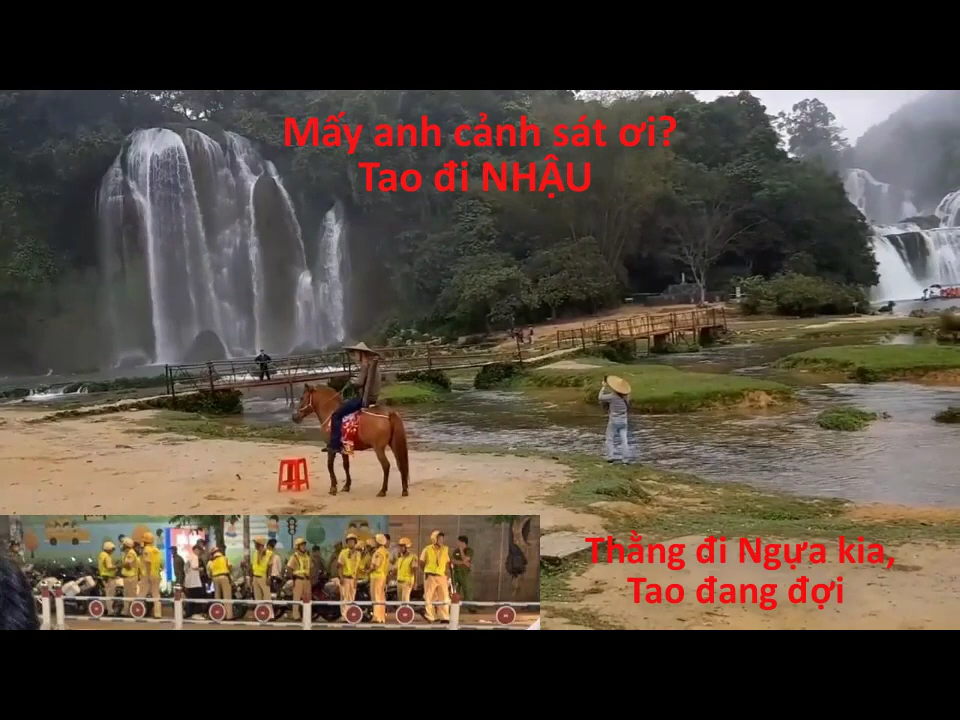 Mấy anh cảnh sát ơi?
Tao đi NHẬU
Thằng đi Ngựa kia,
Tao đang đợi